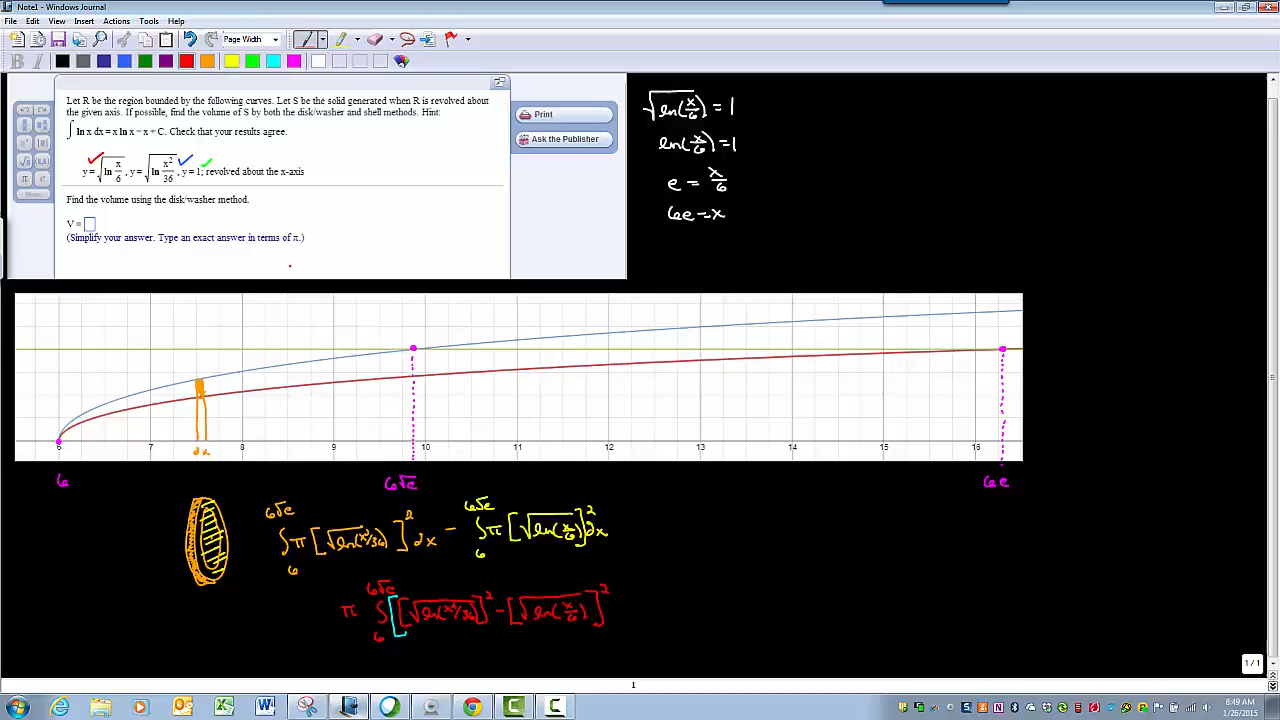 Note1 - Windows Journal
File Edit View Insert Actions Tools Help
Page Width
B I
Let R be the region bounded by the following curves. Let S be the solid generated when R is revolved about
the given axis. If possible, find the volume of S by both the disk/washer and shell methods. Hint:
∫ ln x dx = x ln x − x + C. Check that your results agree.
y = √(ln x/6), y = √(ln x²/36), y = 1; revolved about the x-axis
Find the volume using the disk/washer method.
V =
(Simplify your answer. Type an exact answer in terms of π.)
Print
Ask the Publisher
More
√ln(x/6) = 1
ln(x/6) = 1
e = x/6
6e = x
6 7 8 9 10 11 12 13 14 15 16
dx
6 6√e 6e
∫₆^{6√e} π [√ln(x²/36)]² dx − ∫₆^{6√e} π [√ln(x/6)]² dx
π ∫₆^{6√e} [[√ln(x²/36)]² − [√ln(x/6)]²
1 / 1
1
8:49 AM
1/26/2015